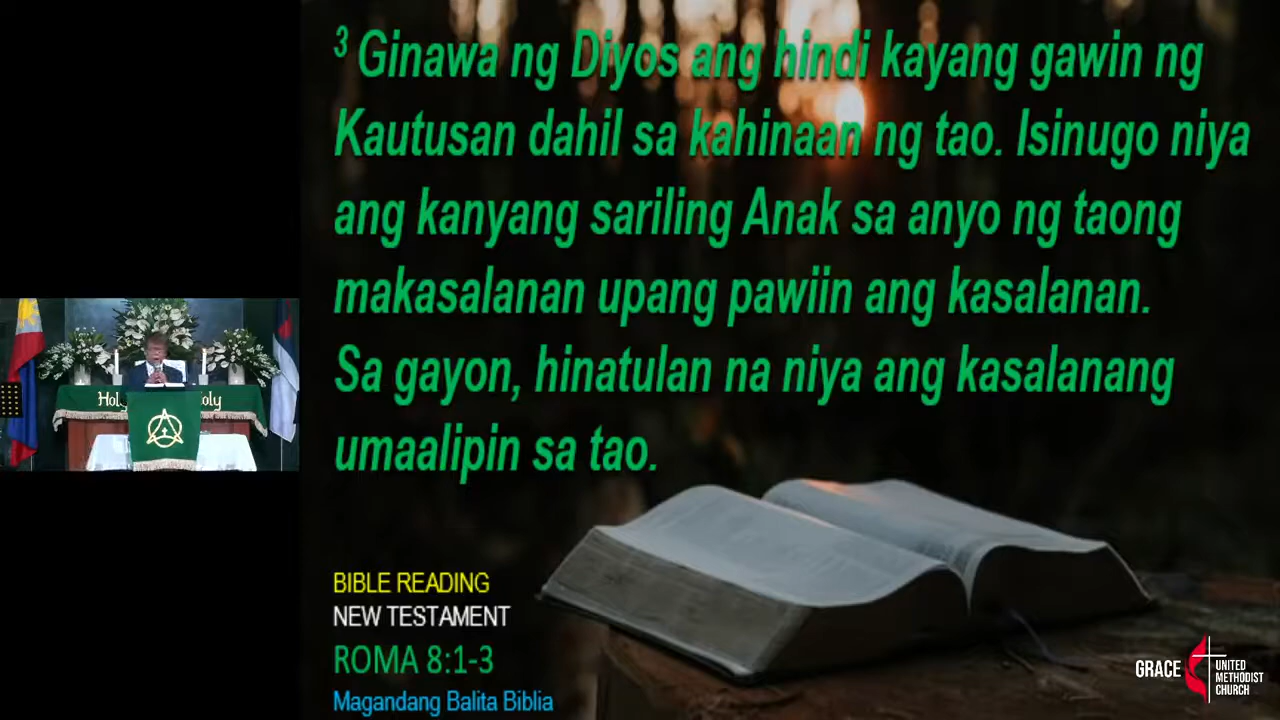 ³ Ginawa ng Diyos ang hindi kayang gawin ng
Kautusan dahil sa kahinaan ng tao. Isinugo niya
ang kanyang sariling Anak sa anyo ng taong
makasalanan upang pawiin ang kasalanan.
Sa gayon, hinatulan na niya ang kasalanang
umaalipin sa tao.
Holy
oly
BIBLE READING
NEW TESTAMENT
ROMA 8:1-3
Magandang Balita Biblia
GRACE
UNITED
METHODIST
CHURCH